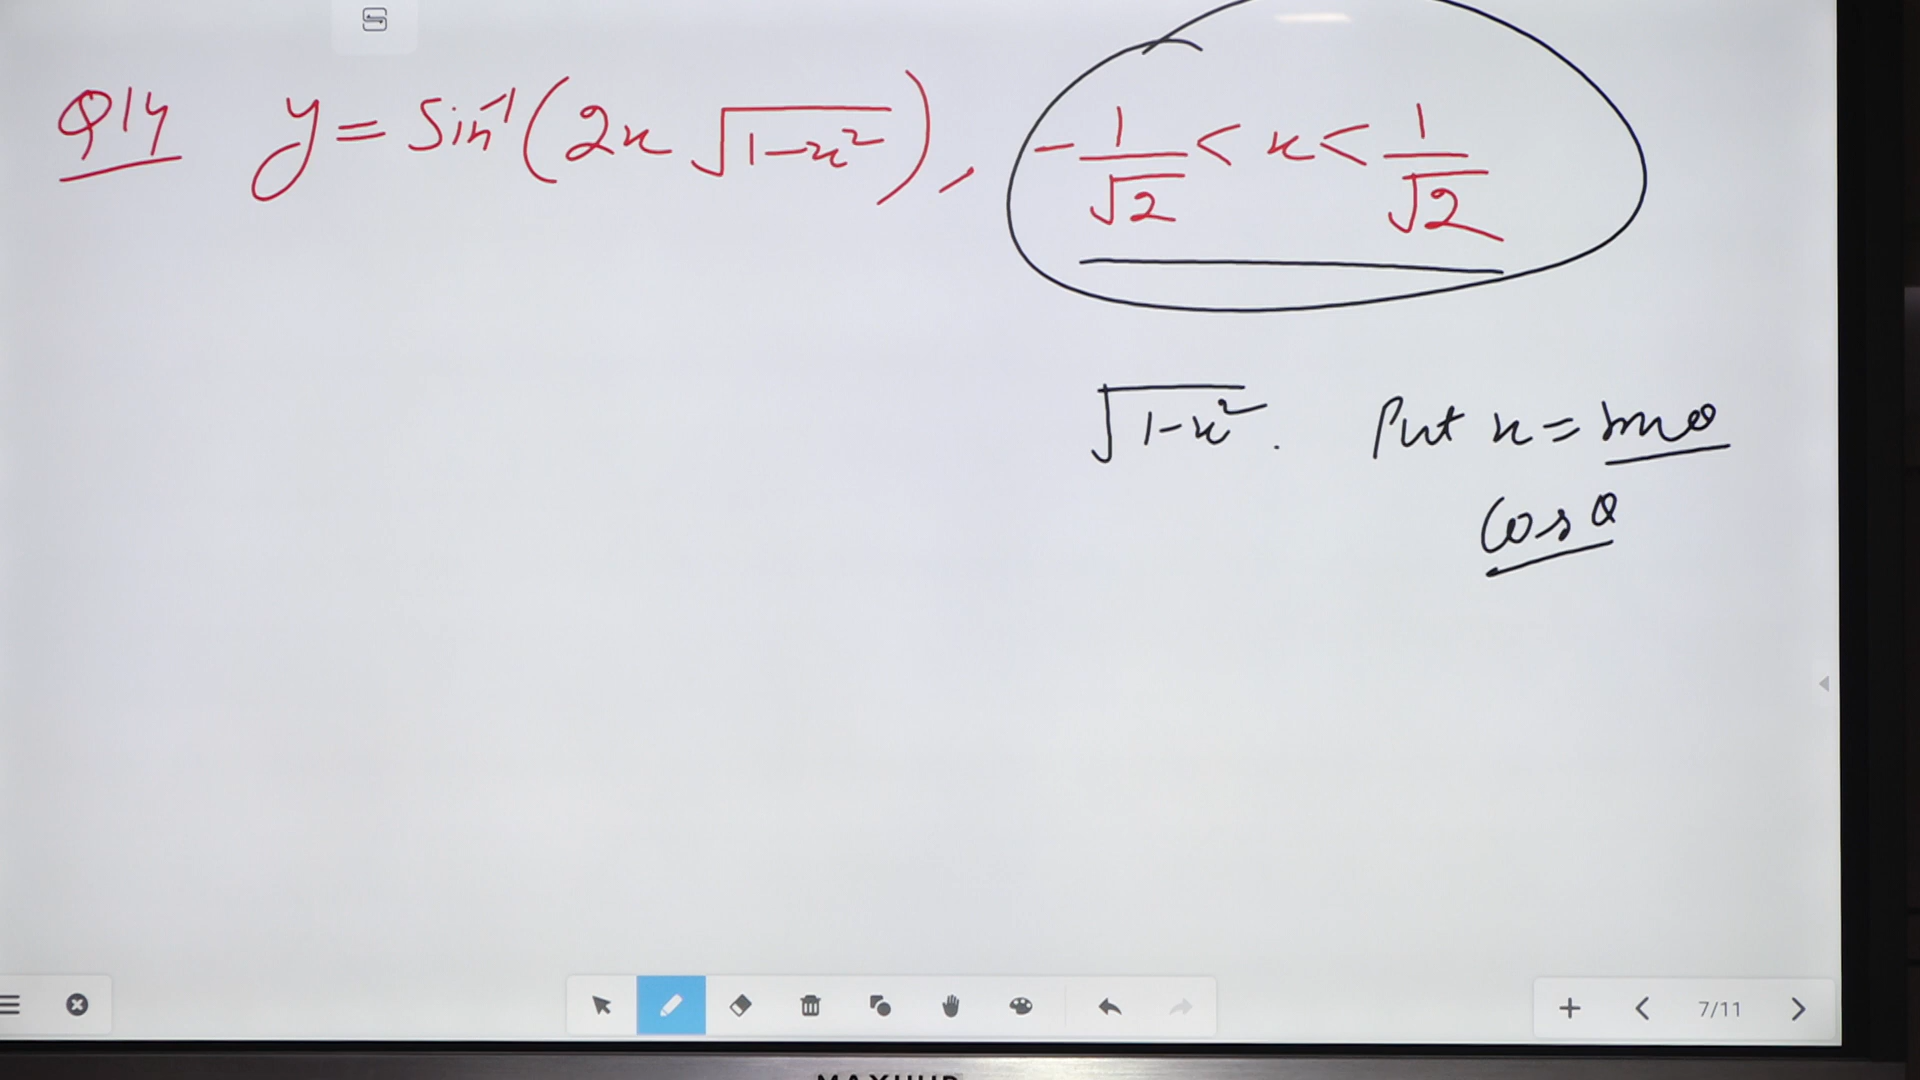 Q14 y = Sin⁻¹(2x √(1-x²)), -1/√2 < x < 1/√2
√(1-x²). Put x = sinθ
Cosθ
7/11